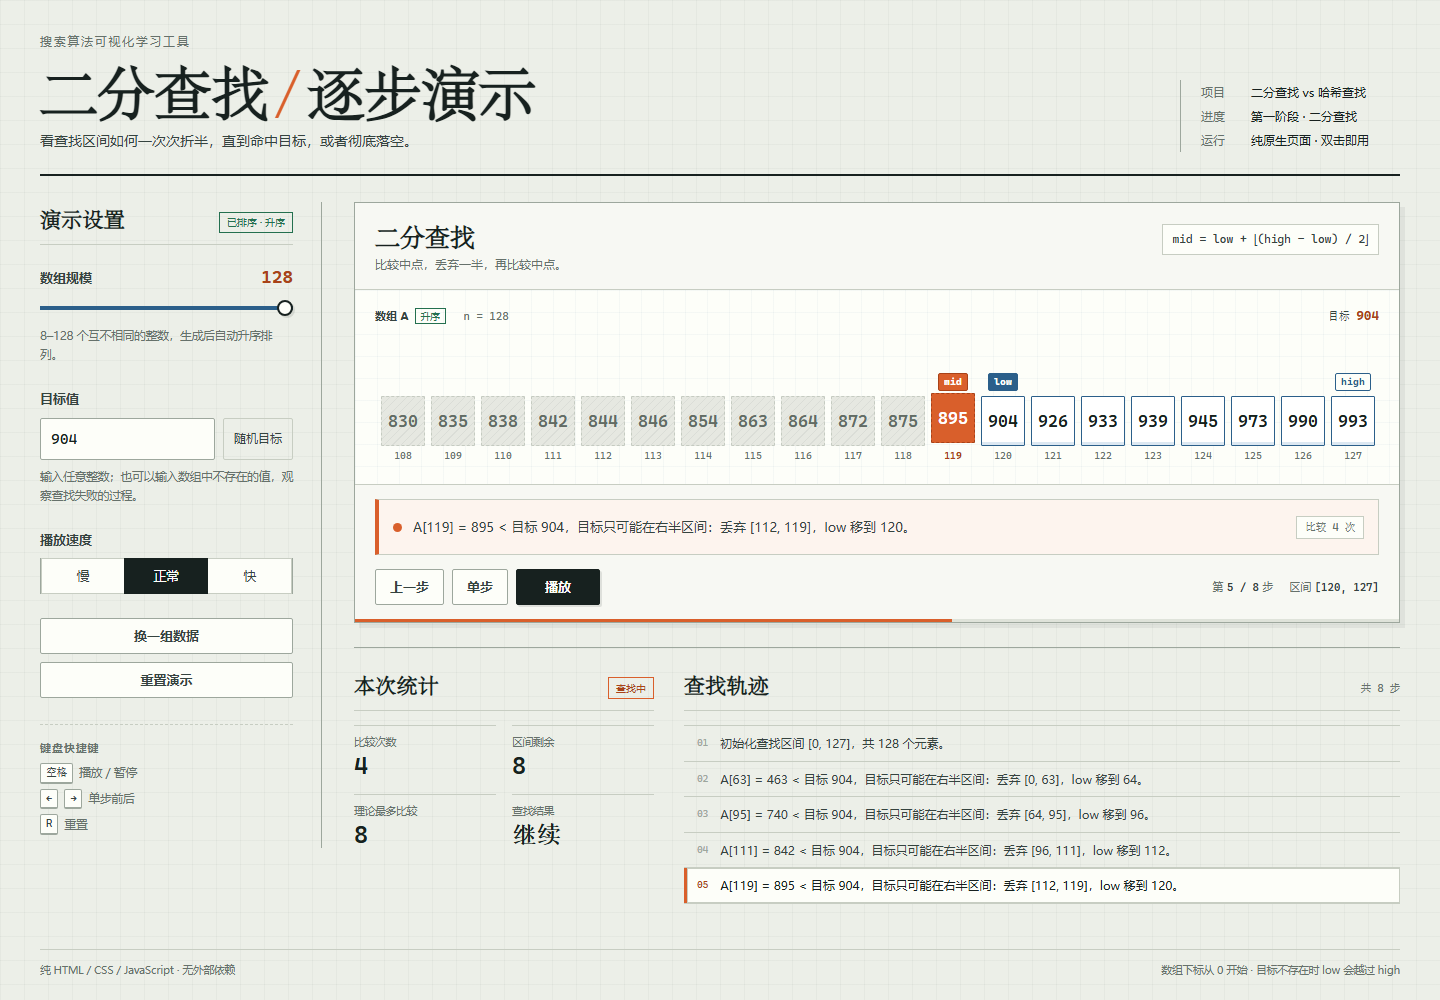 搜索算法可视化学习工具
二分查找/逐步演示
看查找区间如何一次次折半，直到命中目标，或者彻底落空。
项目 二分查找 vs 哈希查找
进度 第一阶段 · 二分查找
运行 纯原生页面 · 双击即用
演示设置 已排序 · 升序
数组规模 128
8–128 个互不相同的整数，生成后自动升序排
列。
目标值
904 随机目标
输入任意整数；也可以输入数组中不存在的值，观
察查找失败的过程。
播放速度
慢 正常 快
换一组数据
重置演示
键盘快捷键
空格 播放 / 暂停
← → 单步前后
R 重置
二分查找
比较中点，丢弃一半，再比较中点。
mid = low + ⌊(high − low) / 2⌋
数组 A 升序 n = 128 目标 904
mid low high
830 835 838 842 844 846 854 863 864 872 875 895 904 926 933 939 945 973 990 993
108 109 110 111 112 113 114 115 116 117 118 119 120 121 122 123 124 125 126 127
A[119] = 895 < 目标 904，目标只可能在右半区间：丢弃 [112, 119]，low 移到 120。 比较 4 次
上一步 单步 播放 第 5 / 8 步 区间 [120, 127]
本次统计 查找中
比较次数 区间剩余
4 8
理论最多比较 查找结果
8 继续
查找轨迹 共 8 步
01 初始化查找区间 [0, 127]，共 128 个元素。
02 A[63] = 463 < 目标 904，目标只可能在右半区间：丢弃 [0, 63]，low 移到 64。
03 A[95] = 740 < 目标 904，目标只可能在右半区间：丢弃 [64, 95]，low 移到 96。
04 A[111] = 842 < 目标 904，目标只可能在右半区间：丢弃 [96, 111]，low 移到 112。
05 A[119] = 895 < 目标 904，目标只可能在右半区间：丢弃 [112, 119]，low 移到 120。
纯 HTML / CSS / JavaScript · 无外部依赖
数组下标从 0 开始 · 目标不存在时 low 会越过 high